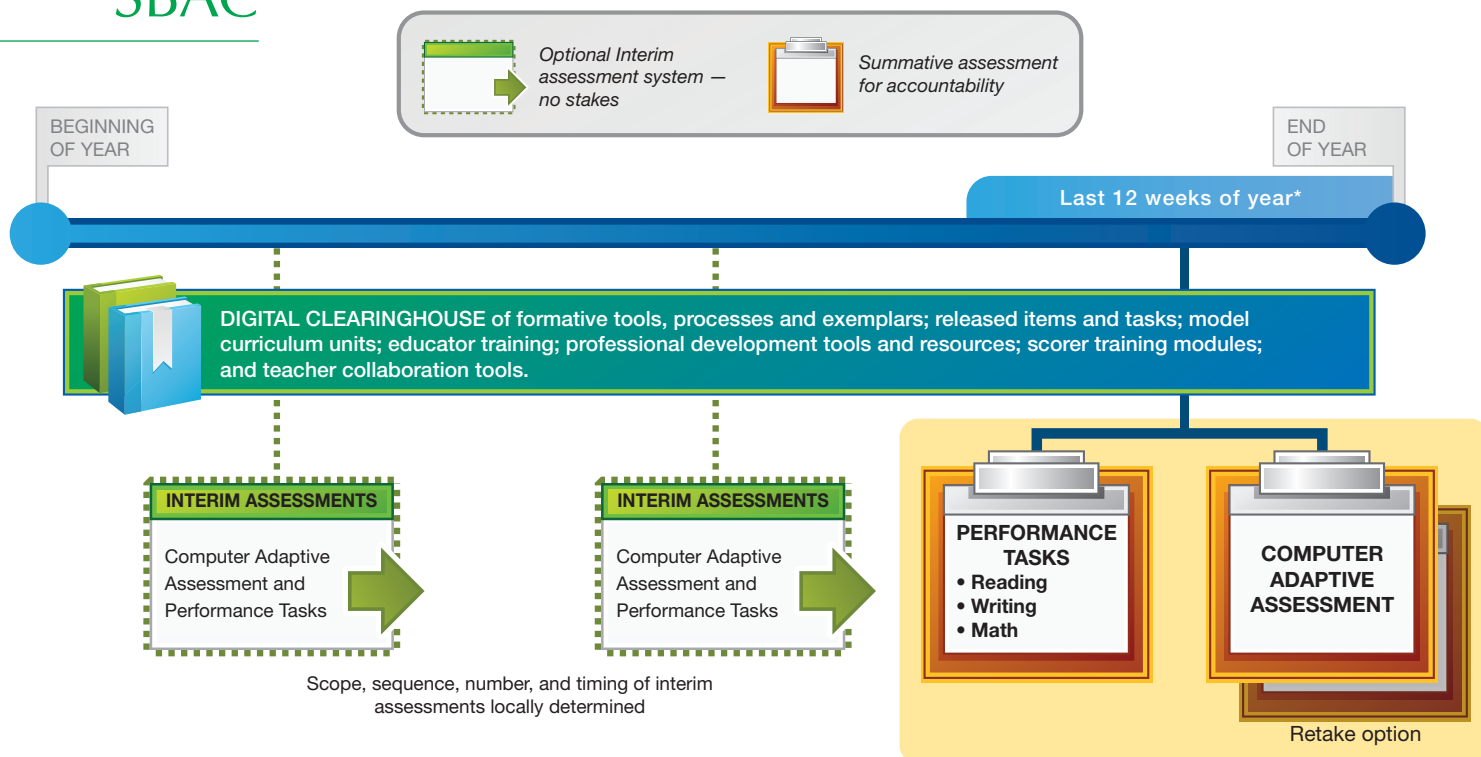 SBAC
Optional Interim
assessment system —
no stakes
Summative assessment
for accountability
BEGINNING
OF YEAR
END
OF YEAR
Last 12 weeks of year*
DIGITAL CLEARINGHOUSE of formative tools, processes and exemplars; released items and tasks; model
curriculum units; educator training; professional development tools and resources; scorer training modules;
and teacher collaboration tools.
INTERIM ASSESSMENTS
Computer Adaptive
Assessment and
Performance Tasks
INTERIM ASSESSMENTS
Computer Adaptive
Assessment and
Performance Tasks
Scope, sequence, number, and timing of interim
assessments locally determined
PERFORMANCE
TASKS
• Reading
• Writing
• Math
COMPUTER
ADAPTIVE
ASSESSMENT
Retake option